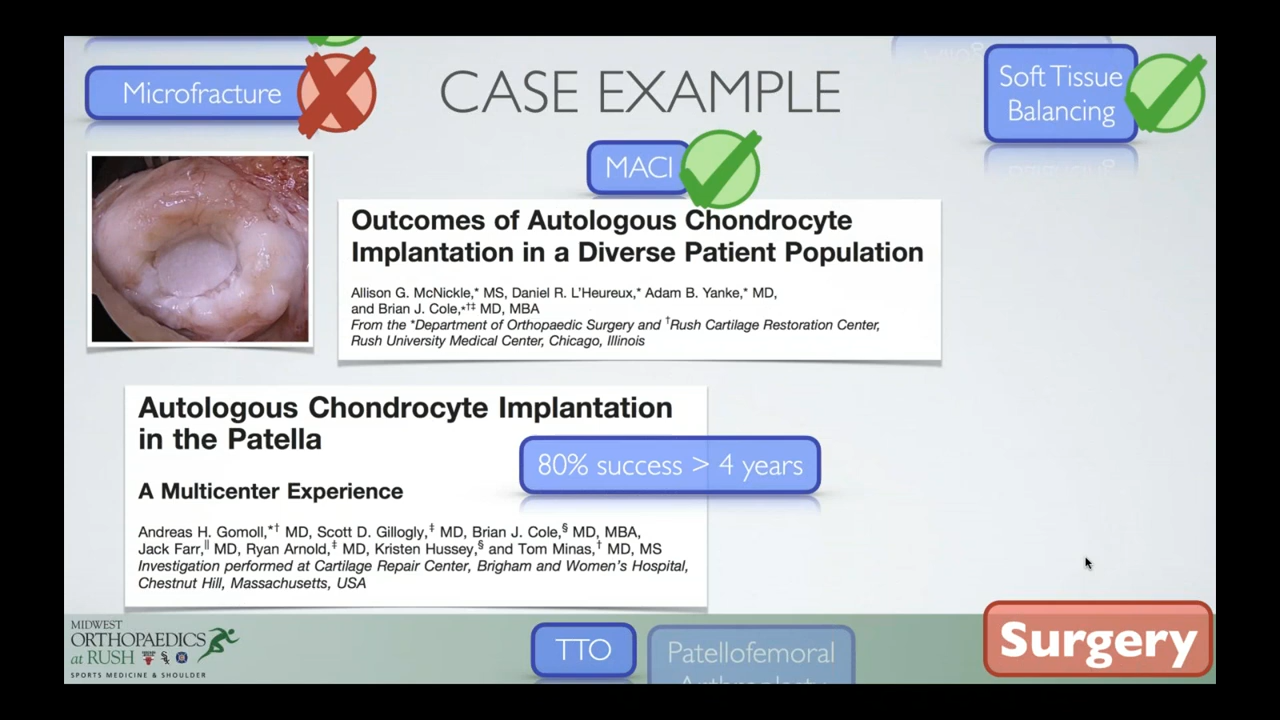 Microfracture
CASE EXAMPLE
Soft Tissue
Balancing
MACI
Outcomes of Autologous Chondrocyte
Implantation in a Diverse Patient Population
Allison G. McNickle,* MS, Daniel R. L'Heureux,* Adam B. Yanke,* MD,
and Brian J. Cole,*†‡ MD, MBA
From the *Department of Orthopaedic Surgery and †Rush Cartilage Restoration Center,
Rush University Medical Center, Chicago, Illinois
Autologous Chondrocyte Implantation
in the Patella
80% success > 4 years
A Multicenter Experience
Andreas H. Gomoll,*† MD, Scott D. Gillogly,‡ MD, Brian J. Cole,§ MD, MBA,
Jack Farr,|| MD, Ryan Arnold,‡ MD, Kristen Hussey,§ and Tom Minas,† MD, MS
Investigation performed at Cartilage Repair Center, Brigham and Women's Hospital,
Chestnut Hill, Massachusetts, USA
MIDWEST
ORTHOPAEDICS
at RUSH
SPORTS MEDICINE & SHOULDER
TTO
Patellofemoral
Arthroplasty
Surgery